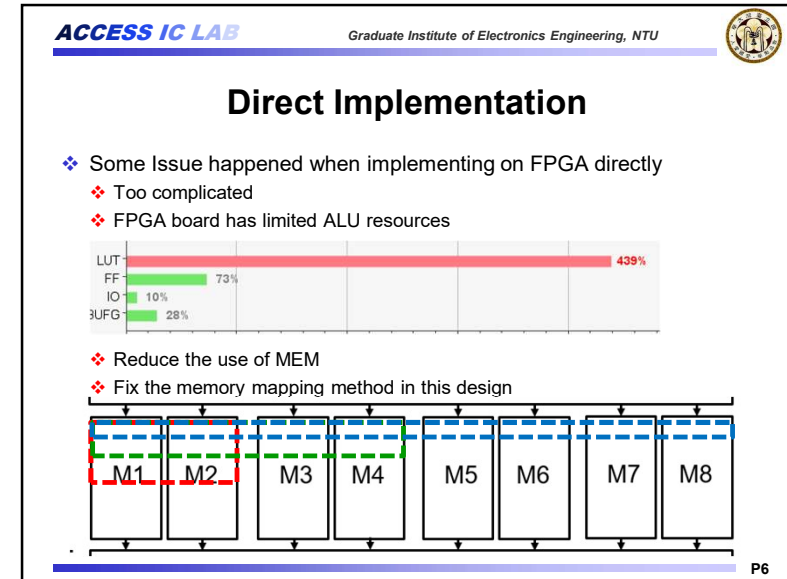 ACCESS IC LAB
Graduate Institute of Electronics Engineering, NTU
Direct Implementation
Some Issue happened when implementing on FPGA directly
Too complicated
FPGA board has limited ALU resources
LUT 439%
FF 73%
IO 10%
BUFG 28%
Reduce the use of MEM
Fix the memory mapping method in this design
M1 M2 M3 M4 M5 M6 M7 M8
P6